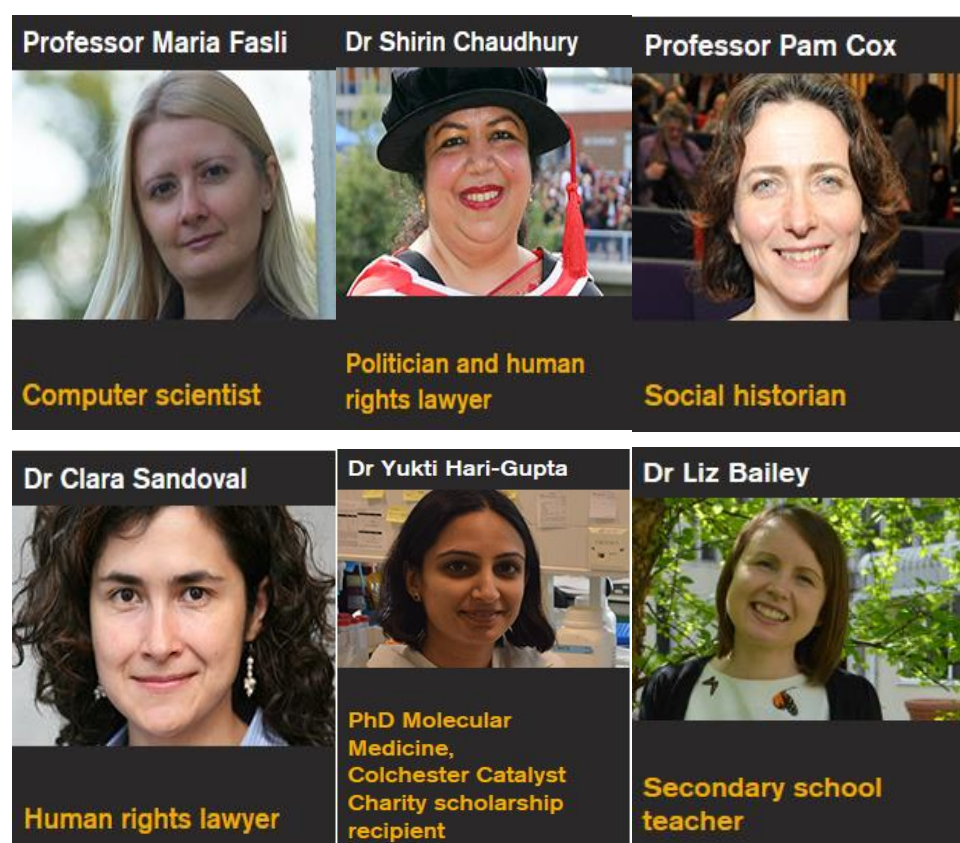 Professor Maria Fasli
Dr Shirin Chaudhury
Professor Pam Cox
Computer scientist
Politician and human
rights lawyer
Social historian
Dr Clara Sandoval
Dr Yukti Hari-Gupta
Dr Liz Bailey
Human rights lawyer
PhD Molecular
Medicine,
Colchester Catalyst
Charity scholarship
recipient
Secondary school
teacher